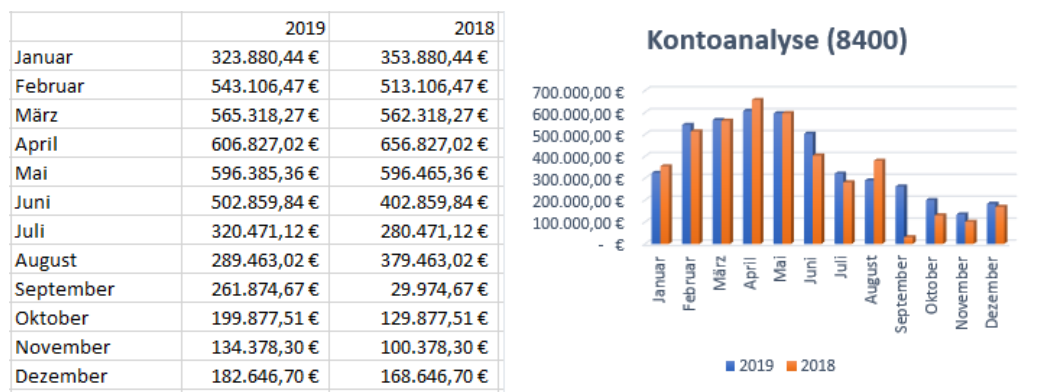 2019 2018
Januar 323.880,44 € 353.880,44 €
Februar 543.106,47 € 513.106,47 €
März 565.318,27 € 562.318,27 €
April 606.827,02 € 656.827,02 €
Mai 596.385,36 € 596.465,36 €
Juni 502.859,84 € 402.859,84 €
Juli 320.471,12 € 280.471,12 €
August 289.463,02 € 379.463,02 €
September 261.874,67 € 29.974,67 €
Oktober 199.877,51 € 129.877,51 €
November 134.378,30 € 100.378,30 €
Dezember 182.646,70 € 168.646,70 €
Kontoanalyse (8400)
700.000,00 €
600.000,00 €
500.000,00 €
400.000,00 €
300.000,00 €
200.000,00 €
100.000,00 €
- €
Januar
Februar
März
April
Mai
Juni
Juli
August
September
Oktober
November
Dezember
2019 2018